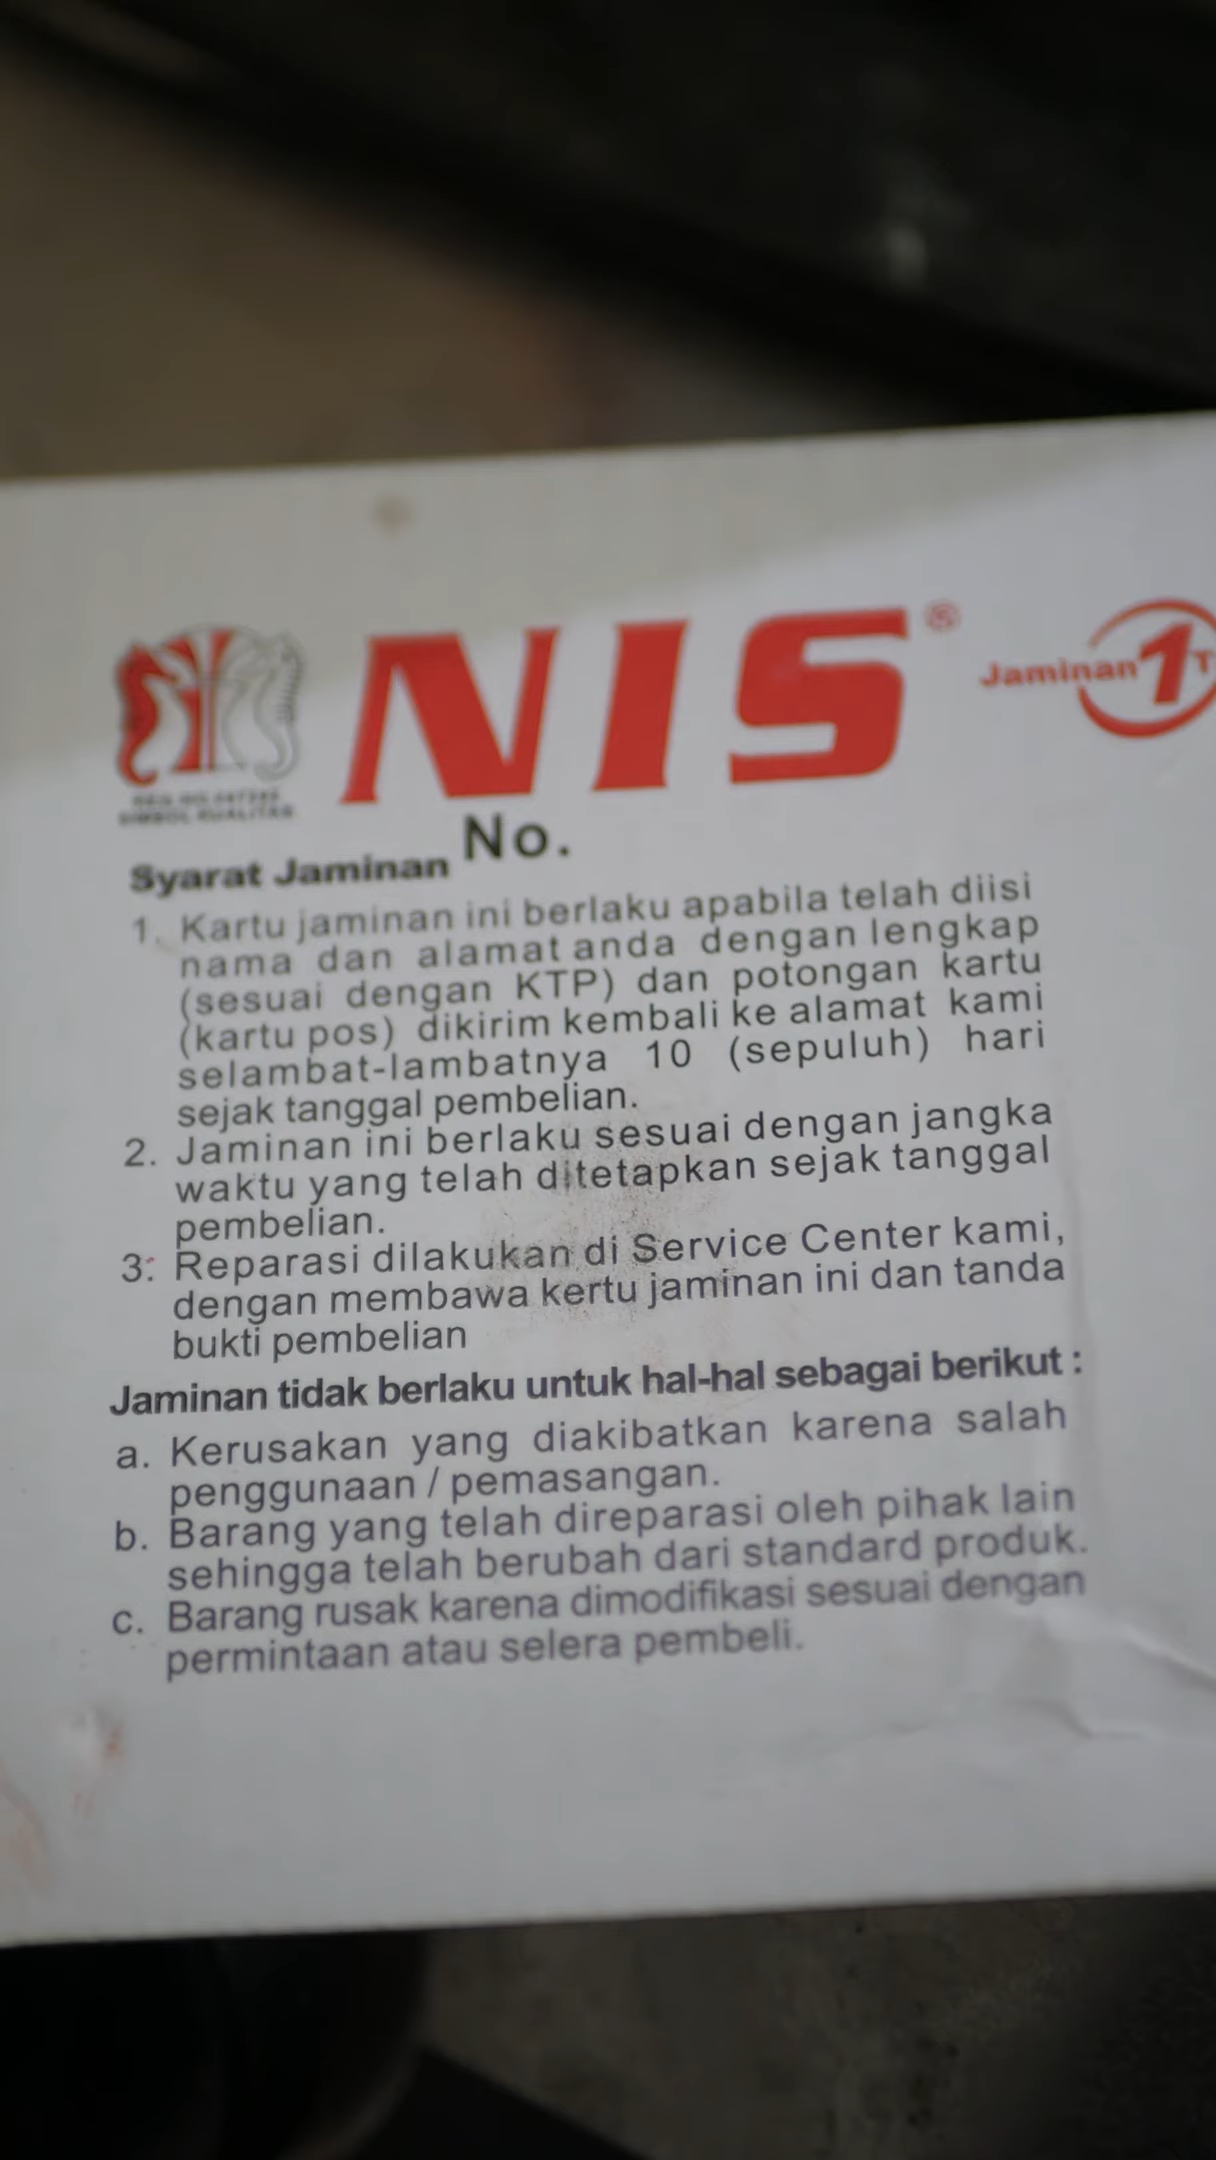 NIS®
Jaminan 1 T
SIMBOL KUALITAS
No.
Syarat Jaminan
1. Kartu jaminan ini berlaku apabila telah diisi
nama dan alamat anda dengan lengkap
(sesuai dengan KTP) dan potongan kartu
(kartu pos) dikirim kembali ke alamat kami
selambat-lambatnya 10 (sepuluh) hari
sejak tanggal pembelian.
2. Jaminan ini berlaku sesuai dengan jangka
waktu yang telah ditetapkan sejak tanggal
pembelian.
3. Reparasi dilakukan di Service Center kami,
dengan membawa kertu jaminan ini dan tanda
bukti pembelian
Jaminan tidak berlaku untuk hal-hal sebagai berikut :
a. Kerusakan yang diakibatkan karena salah
penggunaan / pemasangan.
b. Barang yang telah direparasi oleh pihak lain
sehingga telah berubah dari standard produk.
c. Barang rusak karena dimodifikasi sesuai dengan
permintaan atau selera pembeli.